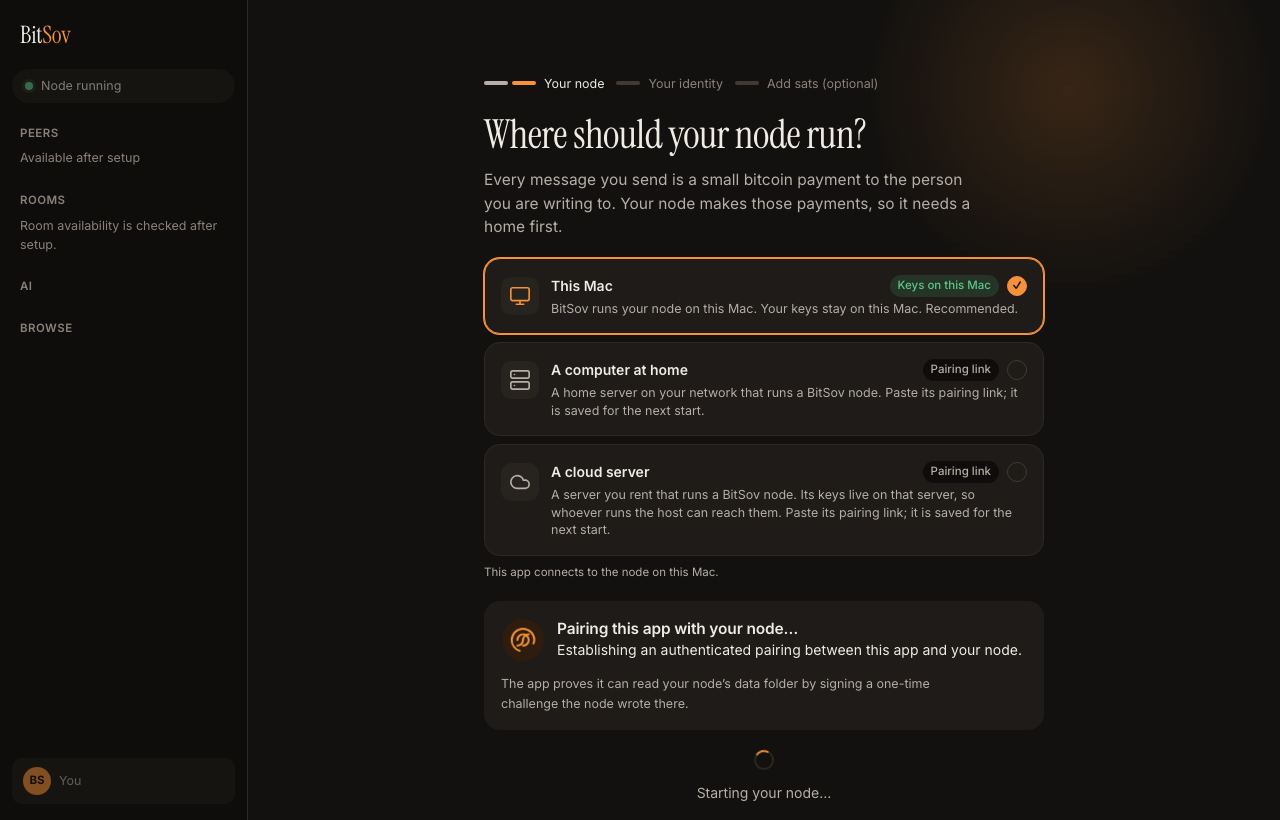 BitSov
Node running
PEERS
Available after setup
ROOMS
Room availability is checked after
setup.
AI
BROWSE
BS
You
Your node
Your identity
Add sats (optional)
Where should your node run?
Every message you send is a small bitcoin payment to the person
you are writing to. Your node makes those payments, so it needs a
home first.
This Mac
Keys on this Mac
BitSov runs your node on this Mac. Your keys stay on this Mac. Recommended.
A computer at home
Pairing link
A home server on your network that runs a BitSov node. Paste its pairing link; it
is saved for the next start.
A cloud server
Pairing link
A server you rent that runs a BitSov node. Its keys live on that server, so
whoever runs the host can reach them. Paste its pairing link; it is saved for the
next start.
This app connects to the node on this Mac.
Pairing this app with your node...
Establishing an authenticated pairing between this app and your node.
The app proves it can read your node’s data folder by signing a one-time
challenge the node wrote there.
Starting your node...